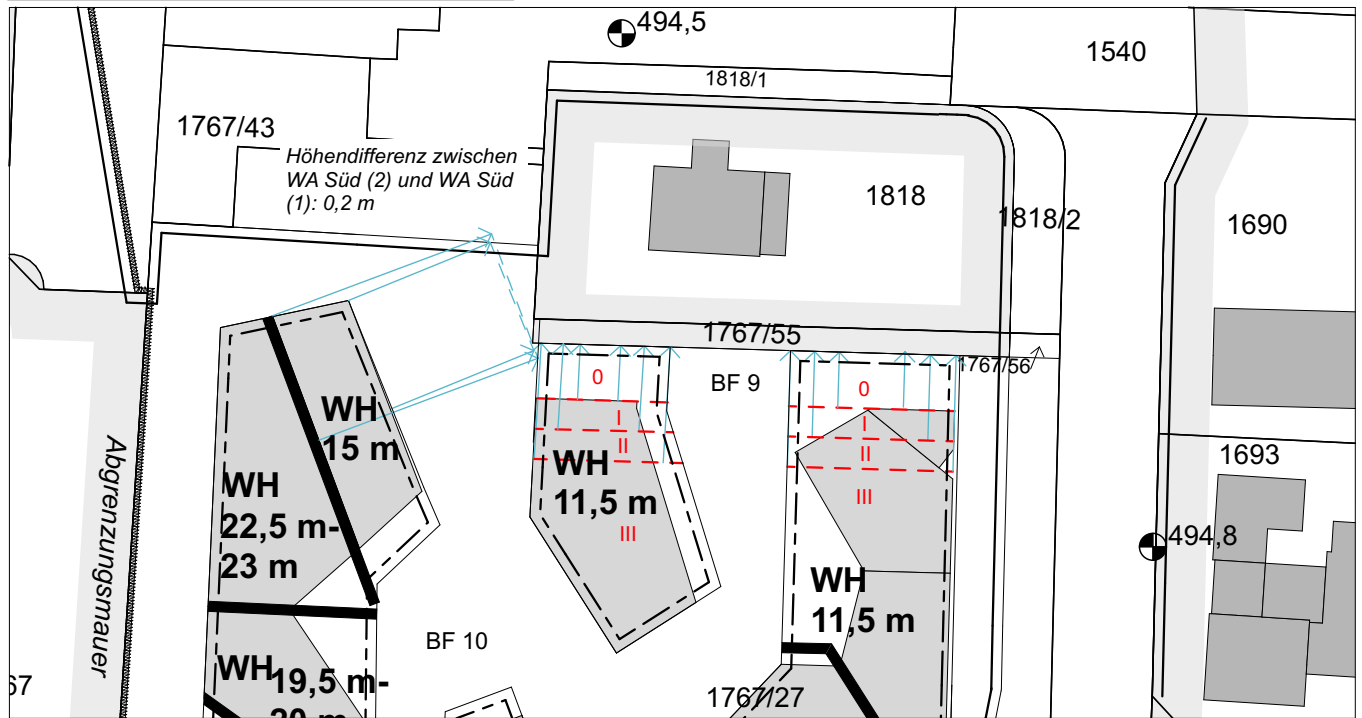 494,5
1540
1818/1
1767/43
Höhendifferenz zwischen
WA Süd (2) und WA Süd
(1): 0,2 m
1818
1818/2
1690
1767/55
1767/56
0
BF 9
0
I
I
II
II
WH
15 m
WH
11,5 m
III
III
WH
22,5 m-
23 m
Abgrenzungsmauer
1693
494,8
WH
11,5 m
BF 10
WH
19,5 m-
20 m
67
1767/27